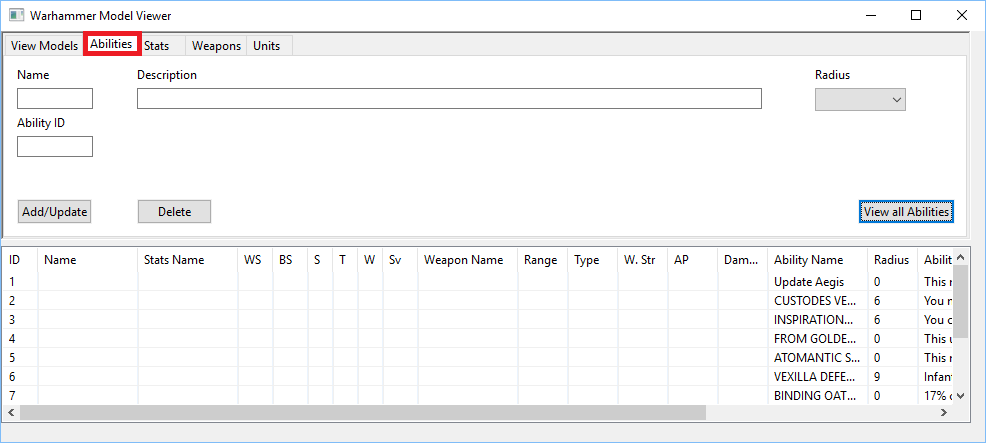 Warhammer Model Viewer
View Models Abilities Stats Weapons Units
Name Description Radius
Ability ID
Add/Update Delete View all Abilities
ID Name Stats Name WS BS S T W Sv Weapon Name Range Type W. Str AP Dam... Ability Name Radius Abilit
1 Update Aegis 0 This r
2 CUSTODES VE... 6 You n
3 INSPIRATION... 6 You c
4 FROM GOLDE... 0 This u
5 ATOMANTIC S... 0 This r
6 VEXILLA DEFE... 9 Infant
7 BINDING OAT... 0 17% c